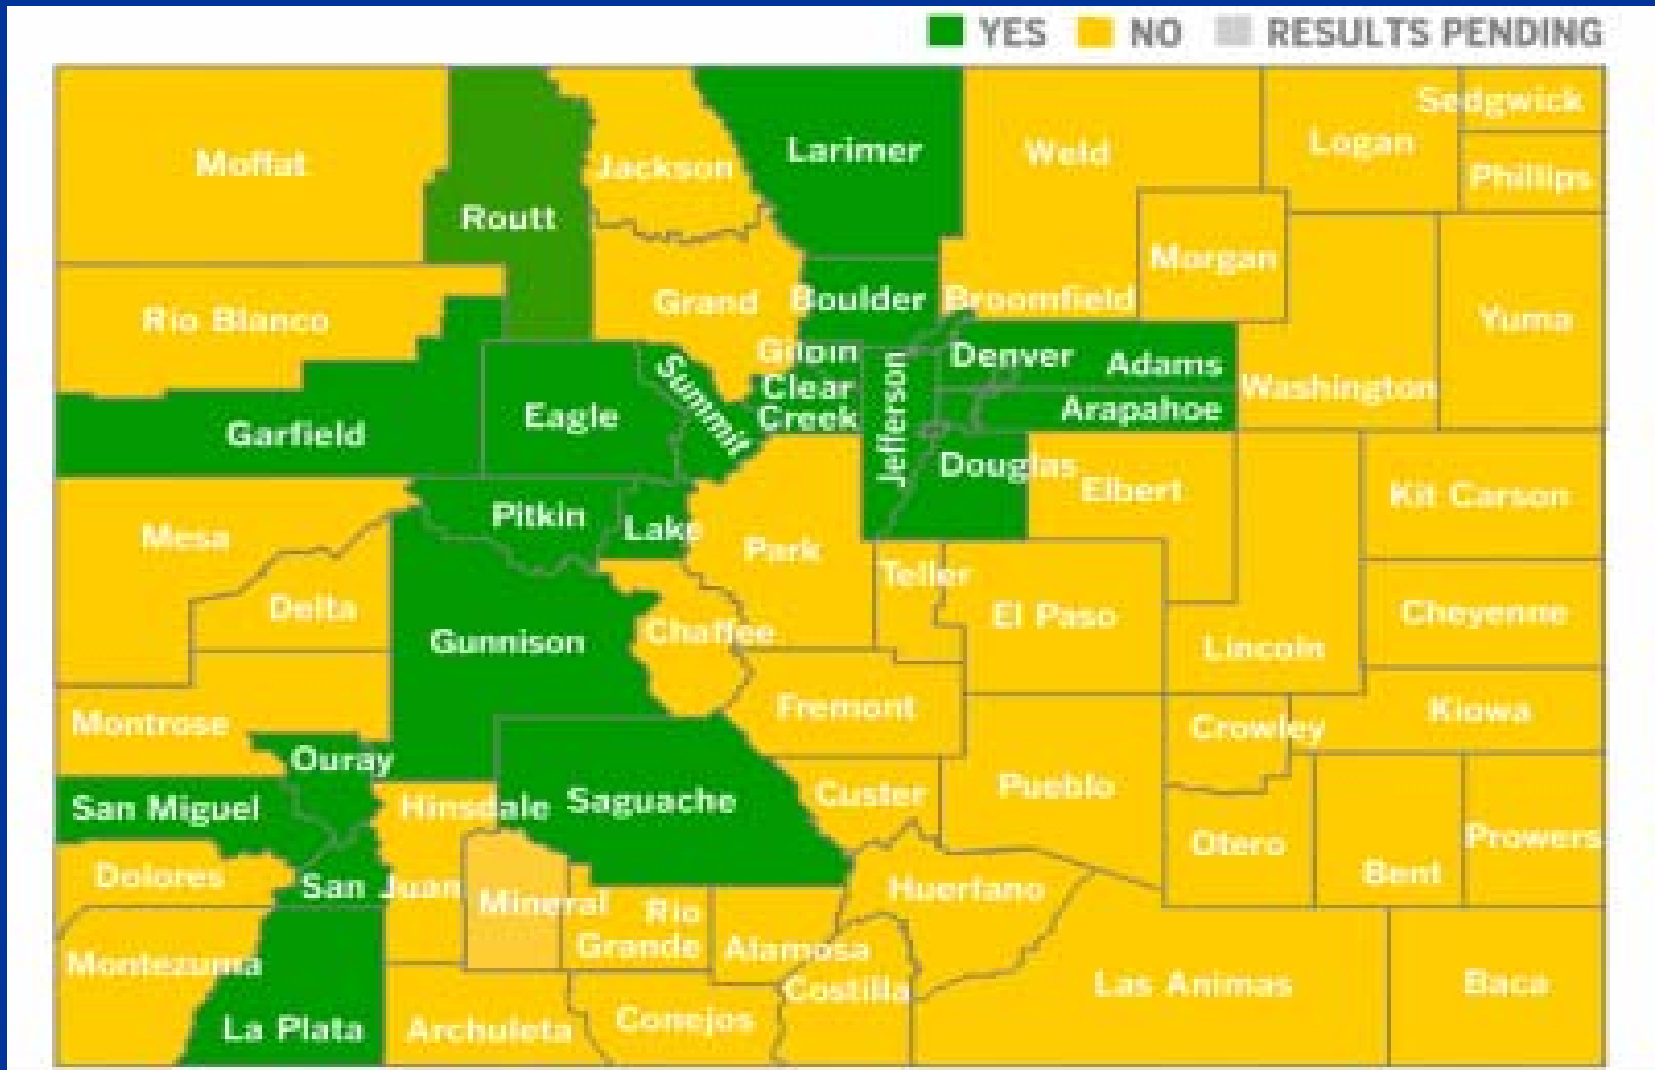 YES NO RESULTS PENDING
Moffat
Routt
Jackson
Larimer
Weld
Logan
Sedgwick
Phillips
Morgan
Rio Blanco
Grand
Boulder
Broomfield
Yuma
Gilpin
Clear
Creek
Jefferson
Denver
Adams
Arapahoe
Washington
Garfield
Eagle
Summit
Douglas
Elbert
Kit Carson
Mesa
Pitkin
Lake
Park
Teller
El Paso
Lincoln
Cheyenne
Delta
Gunnison
Chaffee
Fremont
Crowley
Kiowa
Montrose
Ouray
San Miguel
Hinsdale
Saguache
Custer
Pueblo
Otero
Bent
Prowers
Dolores
San Juan
Mineral
Rio
Grande
Alamosa
Huerfano
Montezuma
La Plata
Archuleta
Conejos
Costilla
Las Animas
Baca